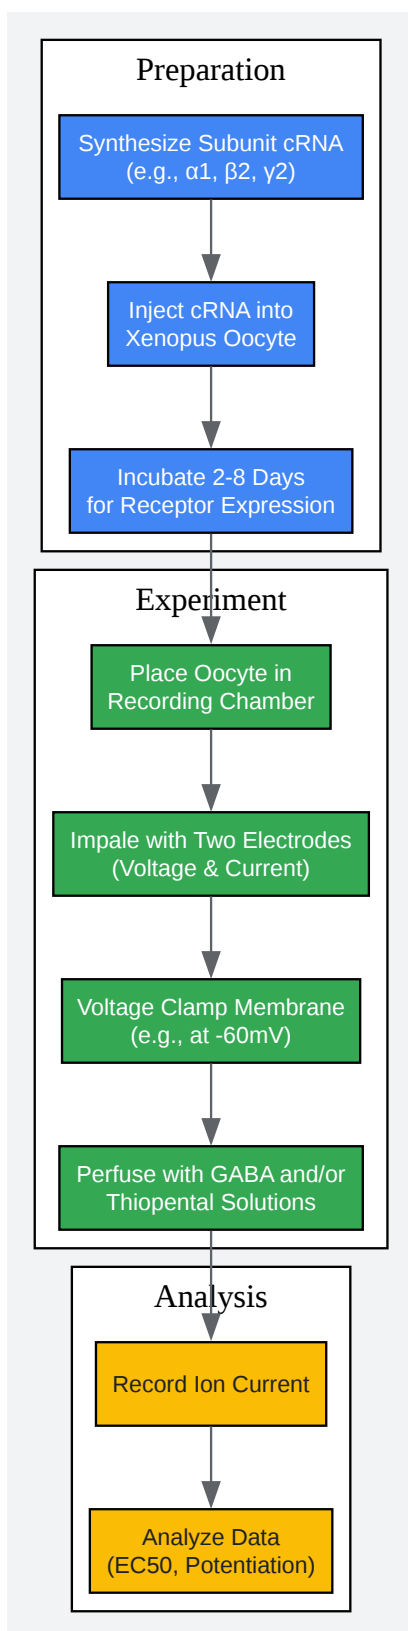 Preparation
Synthesize Subunit cRNA
(e.g., α1, β2, γ2)
Inject cRNA into
Xenopus Oocyte
Incubate 2-8 Days
for Receptor Expression
Experiment
Place Oocyte in
Recording Chamber
Impale with Two Electrodes
(Voltage & Current)
Voltage Clamp Membrane
(e.g., at -60mV)
Perfuse with GABA and/or
Thiopental Solutions
Analysis
Record Ion Current
Analyze Data
(EC50, Potentiation)